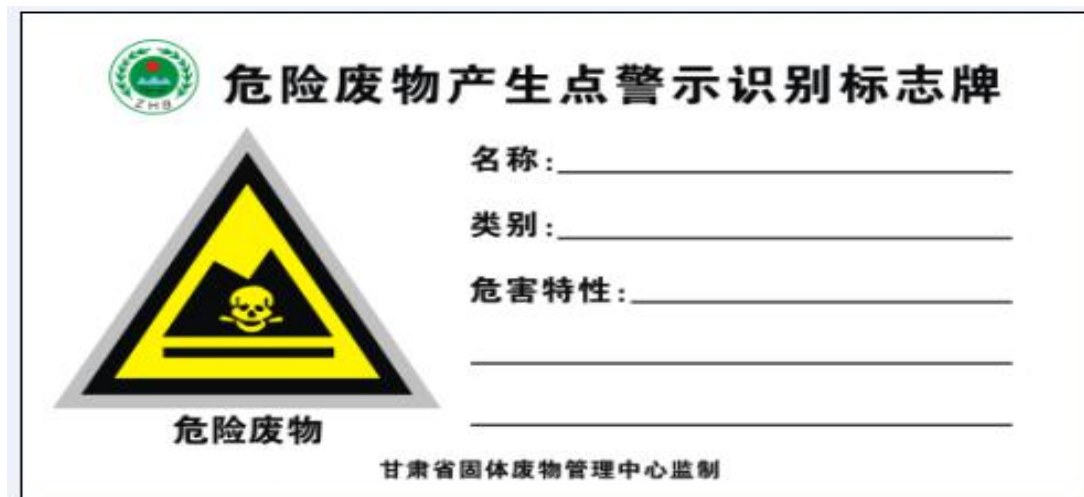 ZHB
危险废物产生点警示识别标志牌
名称:
类别:
危害特性:
危险废物
甘肃省固体废物管理中心监制